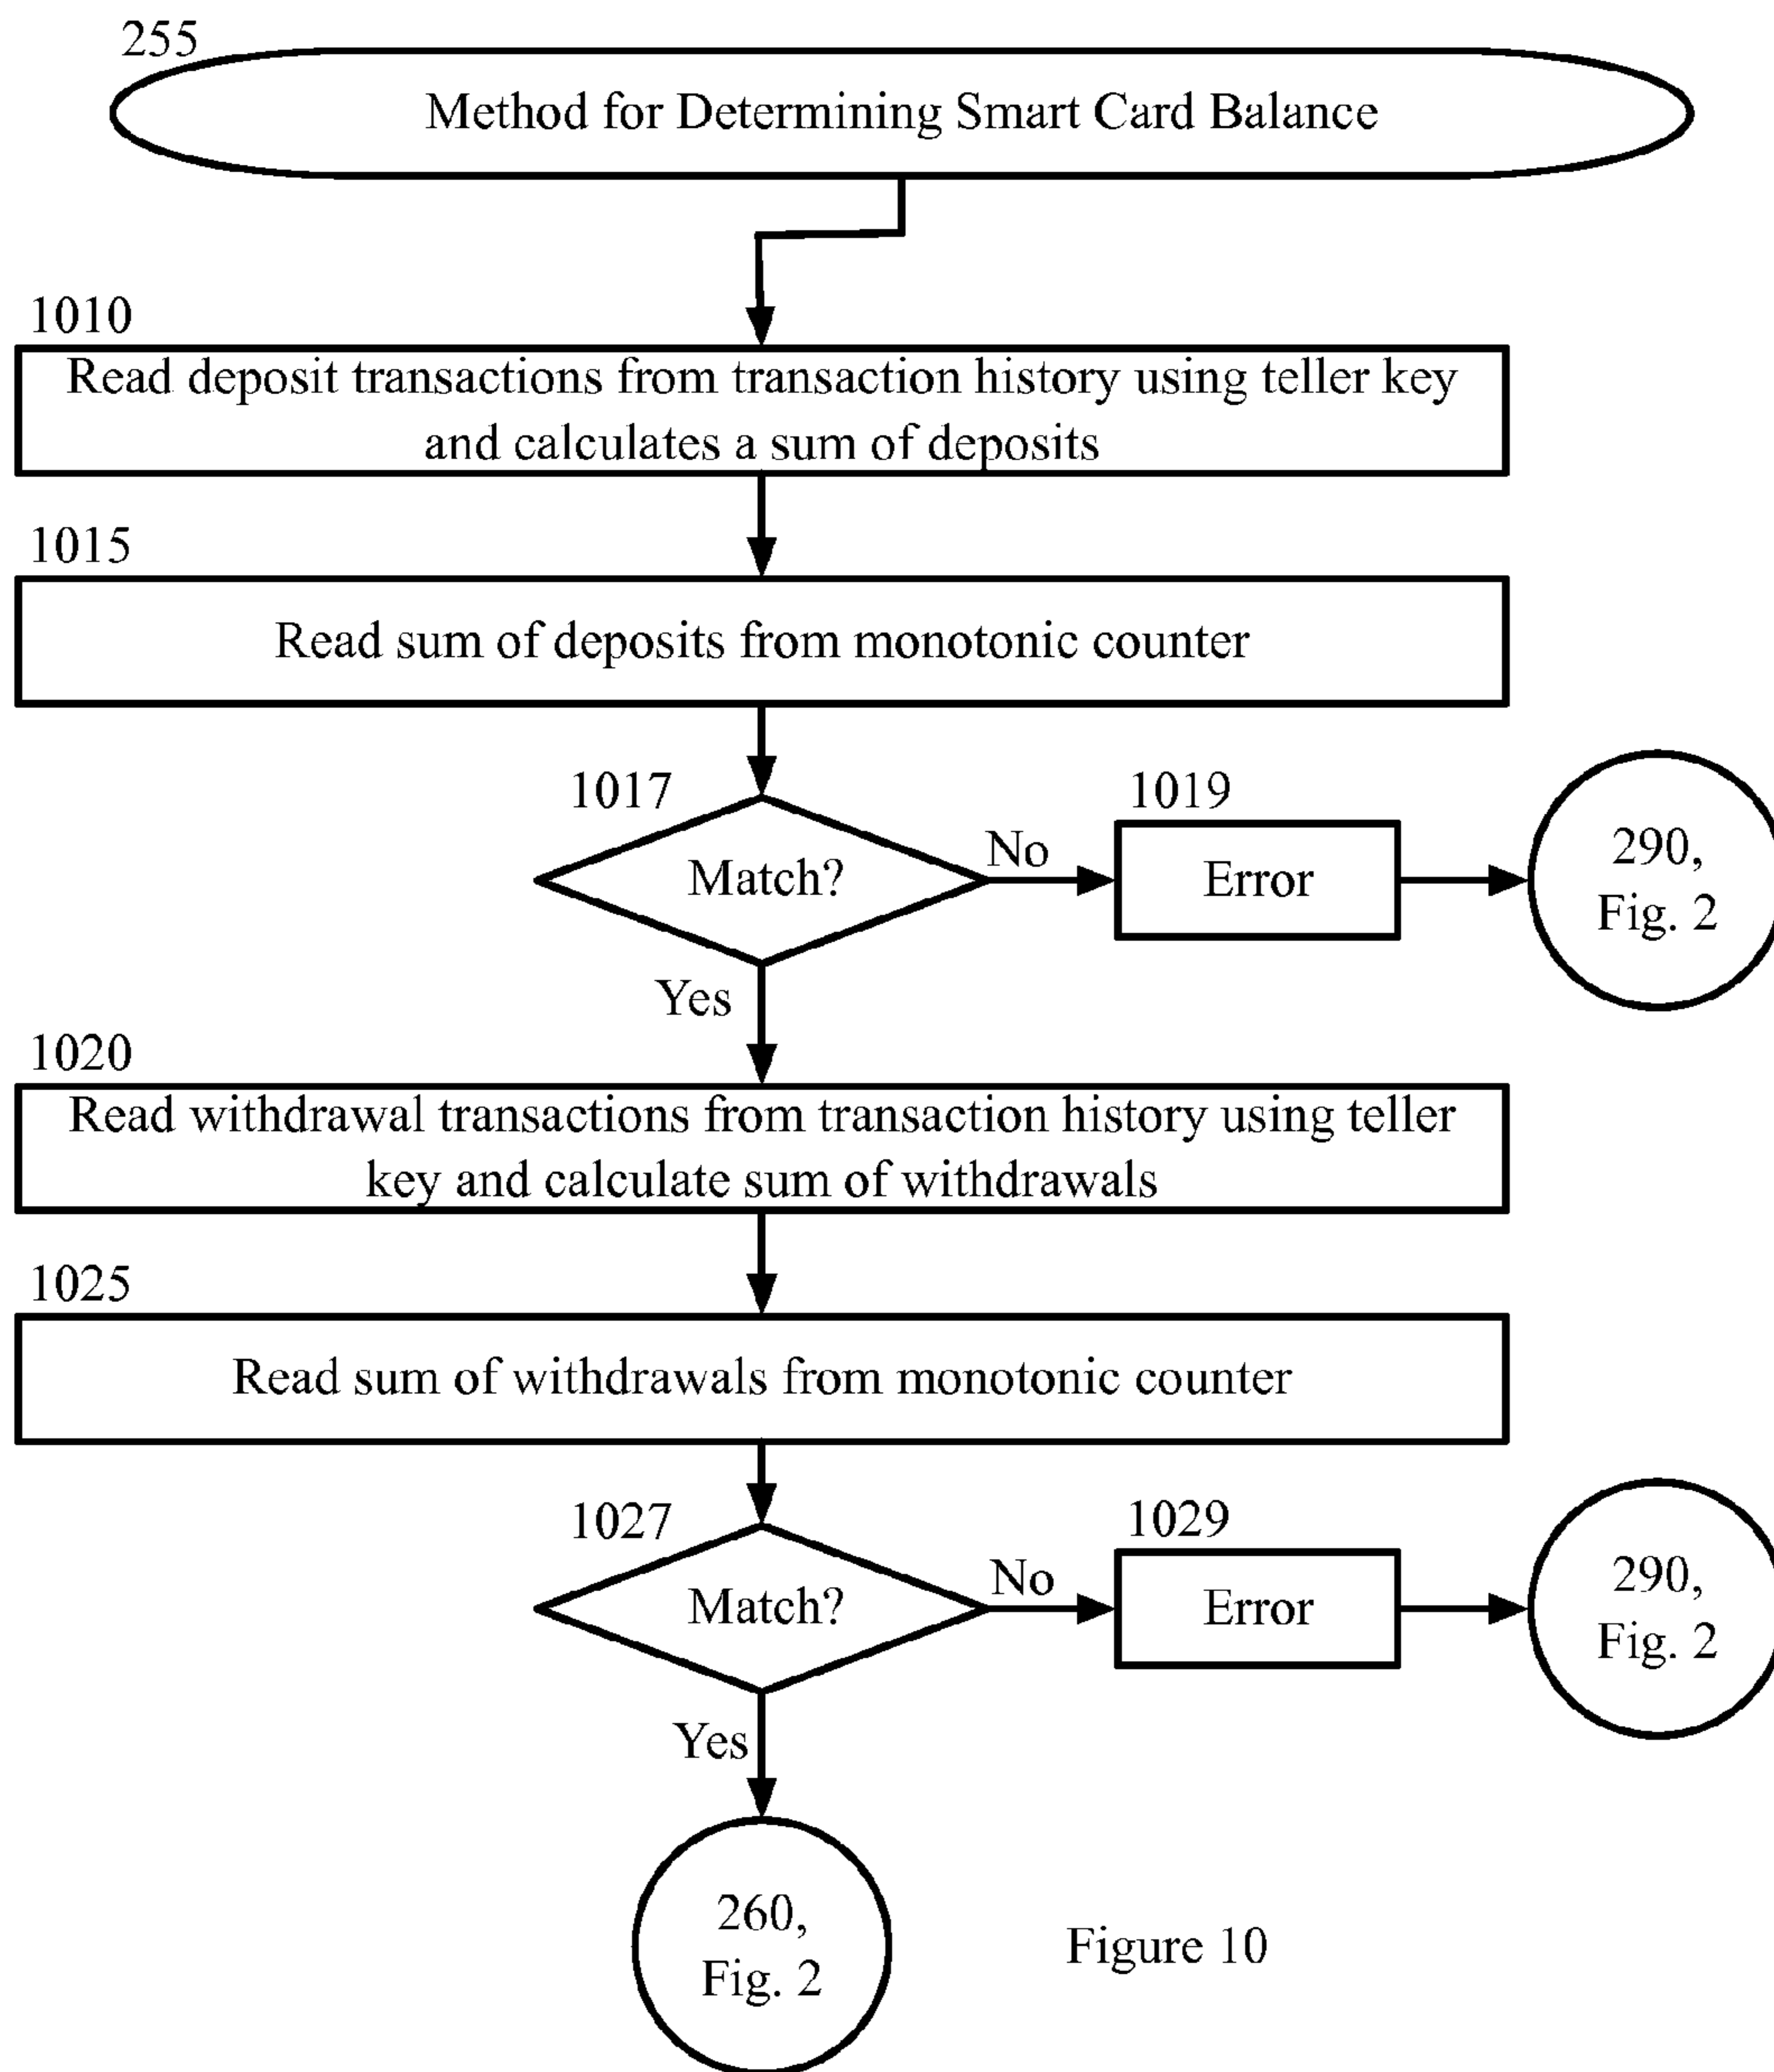 255
Method for Determining Smart Card Balance
1010
Read deposit transactions from transaction history using teller key
and calculates a sum of deposits
1015
Read sum of deposits from monotonic counter
1017
Match?
No
1019
Error
290,
Fig. 2
Yes
1020
Read withdrawal transactions from transaction history using teller
key and calculate sum of withdrawals
1025
Read sum of withdrawals from monotonic counter
1027
Match?
No
1029
Error
290,
Fig. 2
Yes
260,
Fig. 2
Figure 10